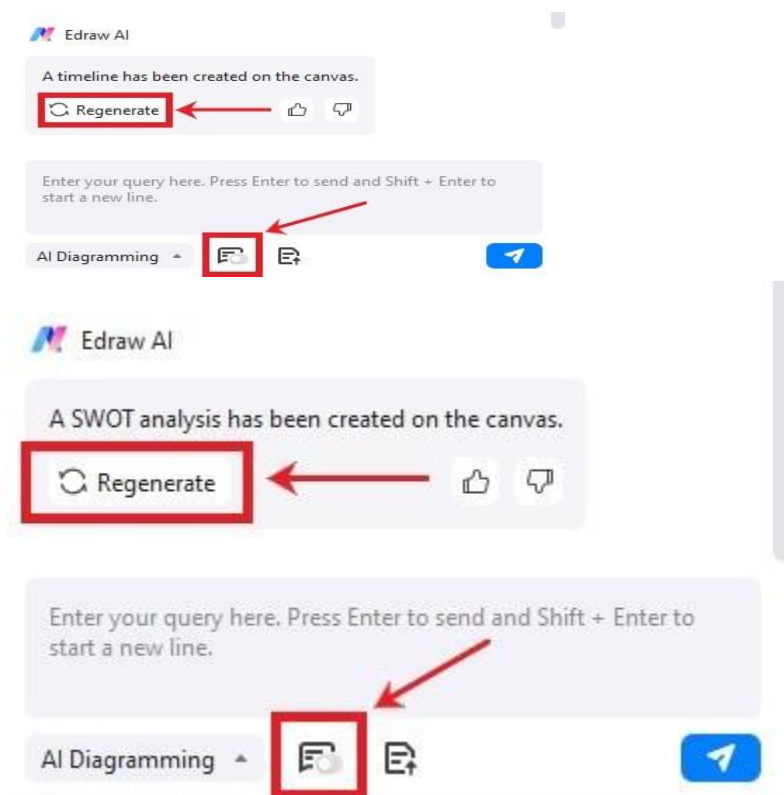 Edraw AI
A timeline has been created on the canvas.
Regenerate
Enter your query here. Press Enter to send and Shift + Enter to
start a new line.
AI Diagramming
Edraw AI
A SWOT analysis has been created on the canvas.
Regenerate
Enter your query here. Press Enter to send and Shift + Enter to
start a new line.
AI Diagramming